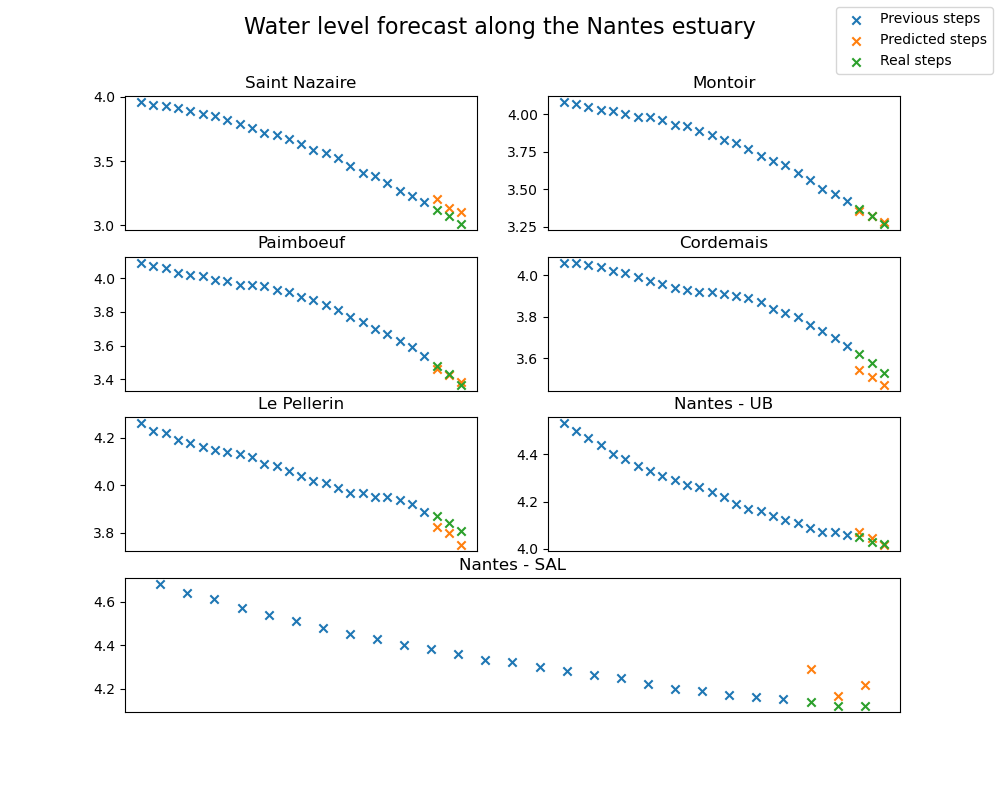 Water level forecast along the Nantes estuary
Previous steps
Predicted steps
Real steps
Saint Nazaire
4.0
3.5
3.0
Montoir
4.00
3.75
3.50
3.25
Paimboeuf
4.0
3.8
3.6
3.4
Cordemais
4.0
3.8
3.6
Le Pellerin
4.2
4.0
3.8
Nantes - UB
4.4
4.2
4.0
Nantes - SAL
4.6
4.4
4.2